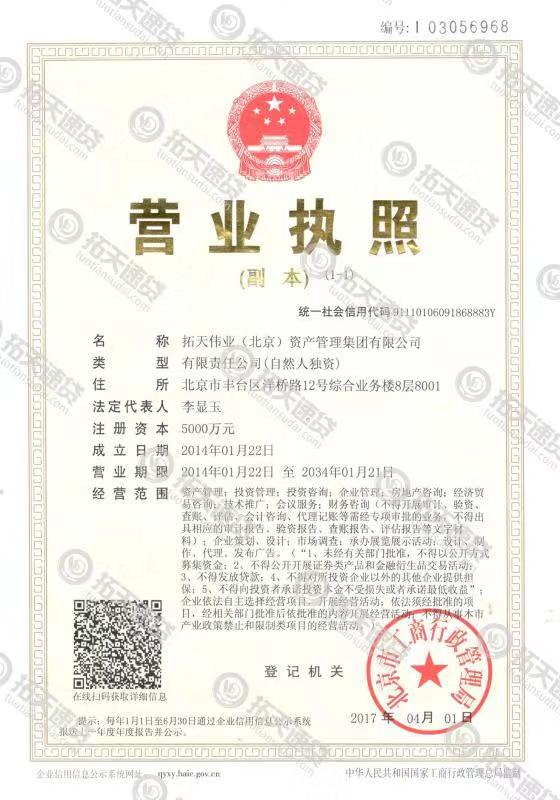 编号:1 03056968
营业执照
(副 本) (1-1)
统一社会信用代码 91110106091868883Y
名 称 拓天伟业（北京）资产管理集团有限公司
类 型 有限责任公司(自然人独资)
住 所 北京市丰台区洋桥路12号综合业务楼8层8001
法定代表人 李显玉
注册资本 5000万元
成立日期 2014年01月22日
营业期限 2014年01月22日 至 2034年01月21日
经营范围 资产管理；投资管理；投资咨询；企业管理；房地产咨询；经济贸
易咨询；技术推广；会议服务；财务咨询（不得开展审计、验资、
查账、评估、会计咨询、代理记账等需经专项审批的业务，不得出
具相应的审计报告、验资报告、查账报告、评估报告等文字材
料）；企业策划、设计；市场调查；承办展览展示活动；设计、制
作、代理、发布广告。（“1、未经有关部门批准，不得以公开方式
募集资金；2、不得公开开展证券类产品和金融衍生品交易活动；
3、不得发放贷款；4、不得对所投资企业以外的其他企业提供担
保；5、不得向投资者承诺投资本金不受损失或者承诺最低收益”；
企业依法自主选择经营项目，开展经营活动；依法须经批准的项
目，经相关部门批准后依批准的内容开展经营活动；不得从事本市
产业政策禁止和限制类项目的经营活动。）
在线扫码获取详细信息
登记机关
北京市工商行政管理局
2017 年 04月 01日
提示：每年1月1日至6月30日通过企业信用信息公示系统
报送上一年度年度报告并公示。
企业信用信息公示系统网址： qyxy.baic.gov.cn
中华人民共和国国家工商行政管理总局监制
拓天速贷
tuotiansudai.com